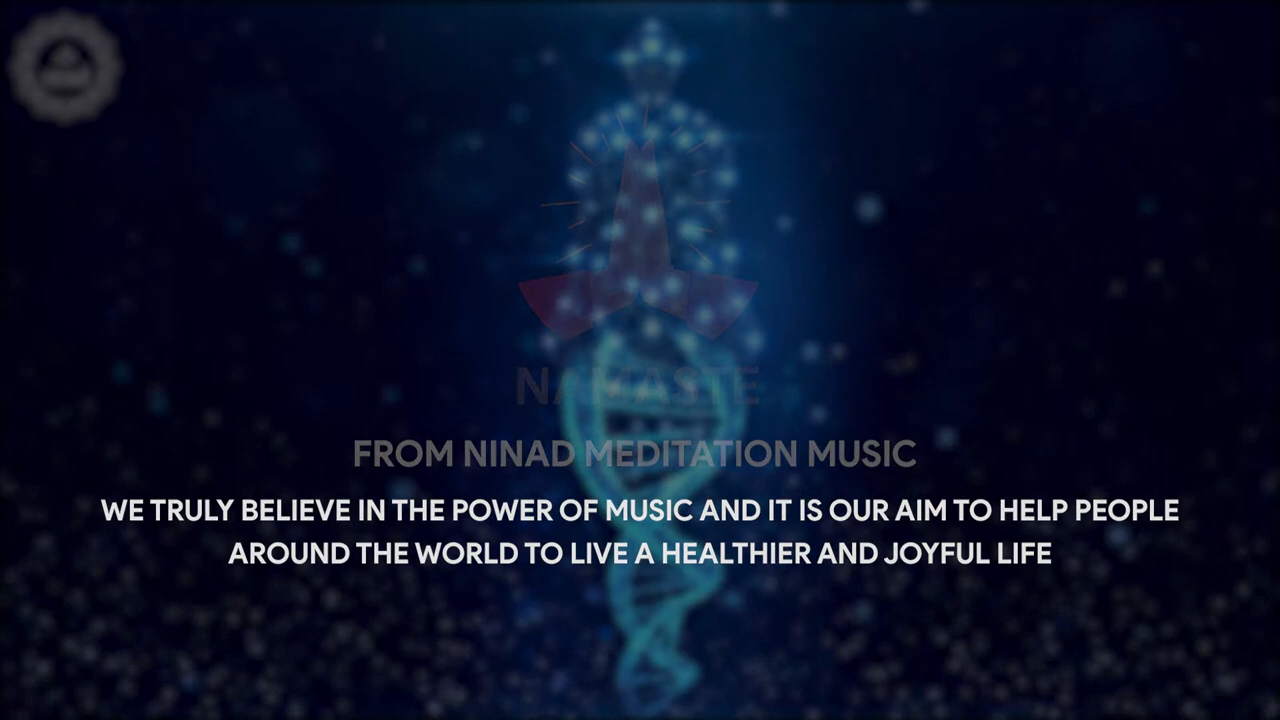 NAMASTE
FROM NINAD MEDITATION MUSIC
WE TRULY BELIEVE IN THE POWER OF MUSIC AND IT IS OUR AIM TO HELP PEOPLE
AROUND THE WORLD TO LIVE A HEALTHIER AND JOYFUL LIFE